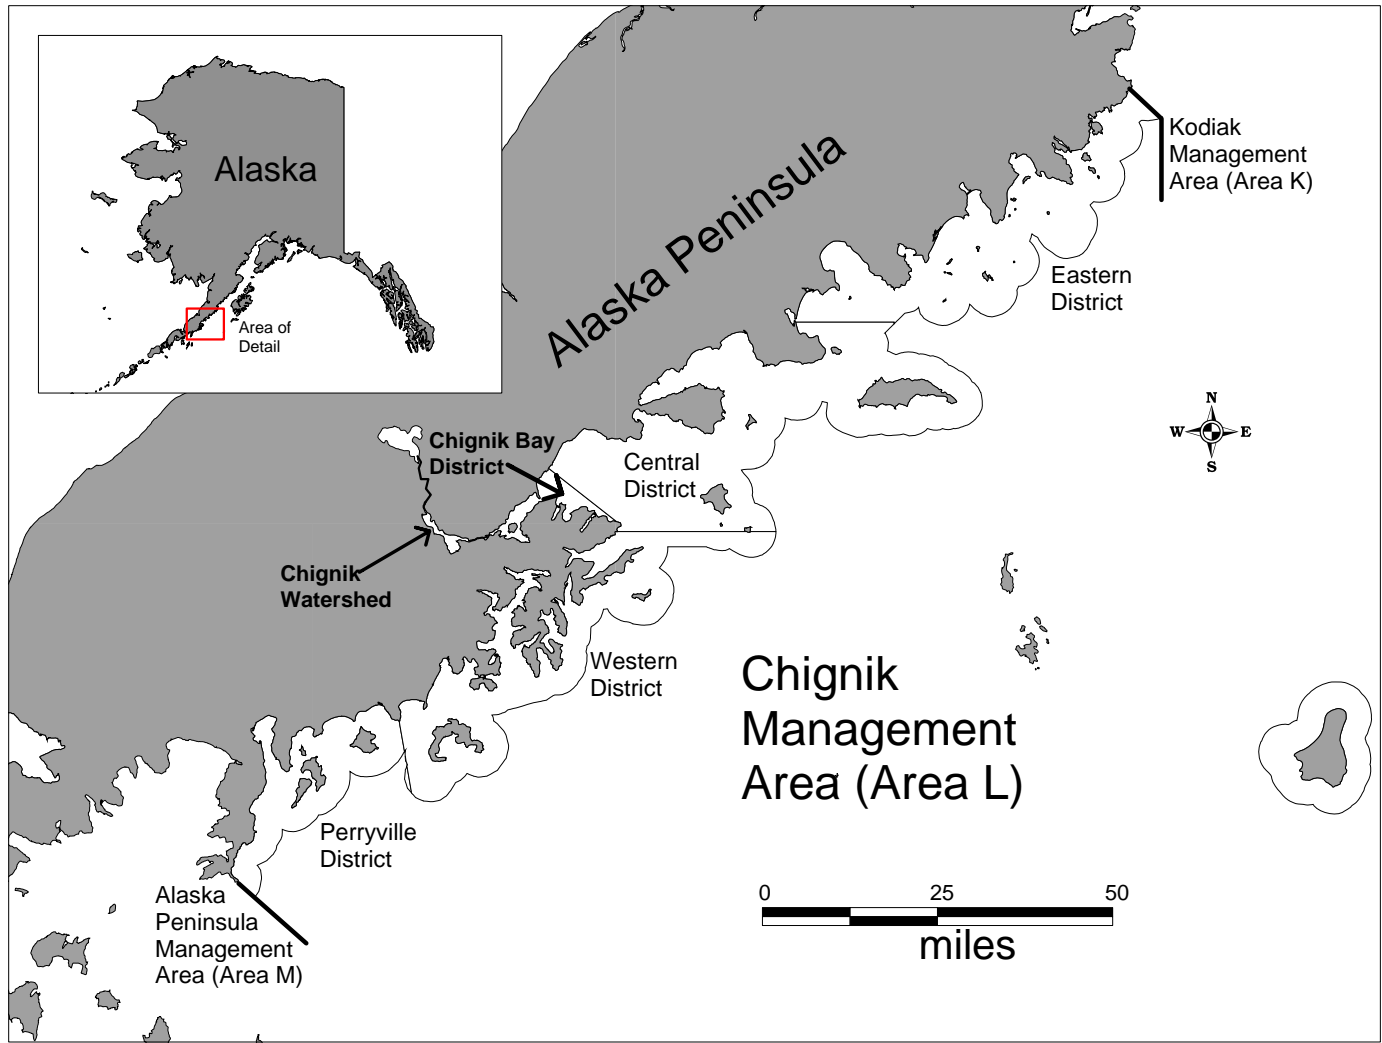 Alaska
Area of
Detail
Alaska Peninsula
Kodiak
Management
Area (Area K)
Eastern
District
N
W
E
S
Chignik Bay
District
Central
District
Chignik
Watershed
Western
District
Chignik
Management
Area (Area L)
Perryville
District
Alaska
Peninsula
Management
Area (Area M)
0 25 50
miles